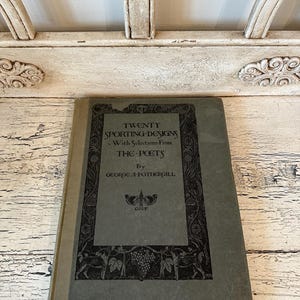 TWENTY
SPORTING·DESIGNS
With Selections From
THE·POETS
By
GEORGE·A·FOTHERGILL